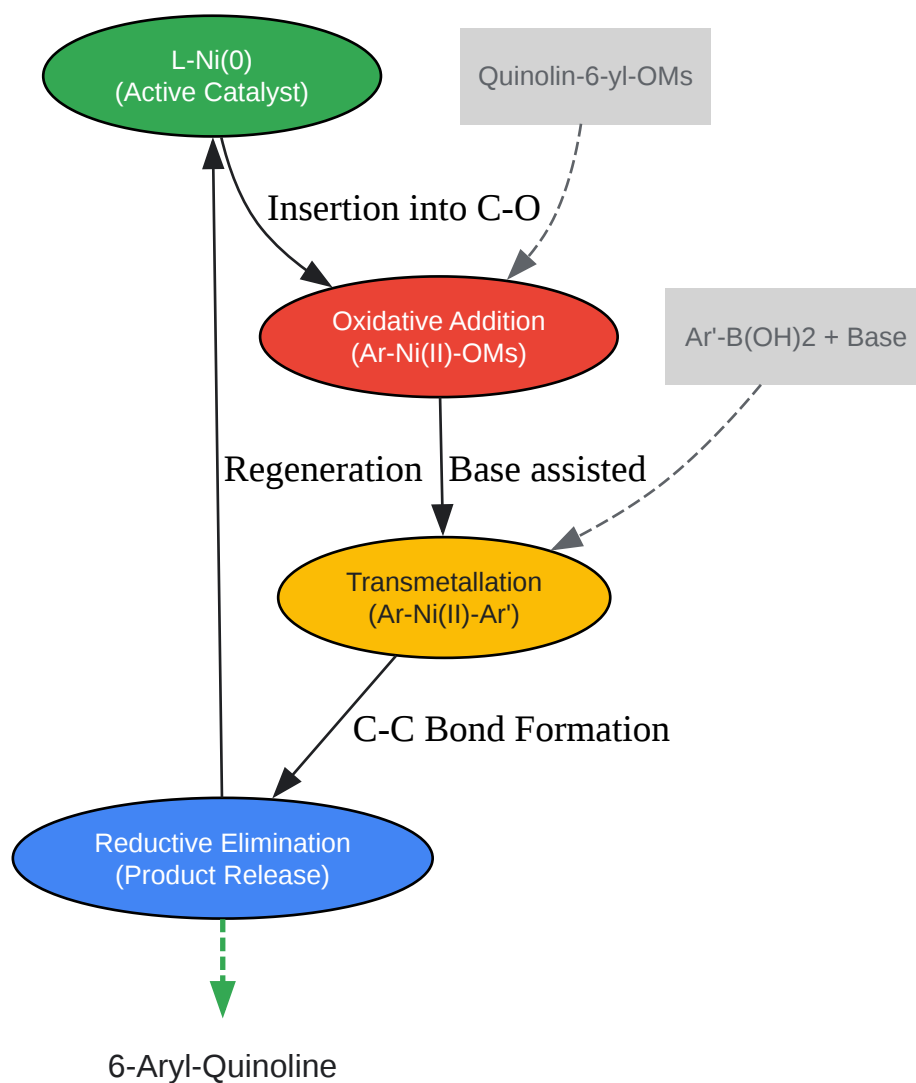 L-Ni(0)
(Active Catalyst)
Quinolin-6-yl-OMs
Insertion into C-O
Oxidative Addition
(Ar-Ni(II)-OMs)
Ar'-B(OH)2 + Base
Regeneration
Base assisted
Transmetallation
(Ar-Ni(II)-Ar')
C-C Bond Formation
Reductive Elimination
(Product Release)
6-Aryl-Quinoline